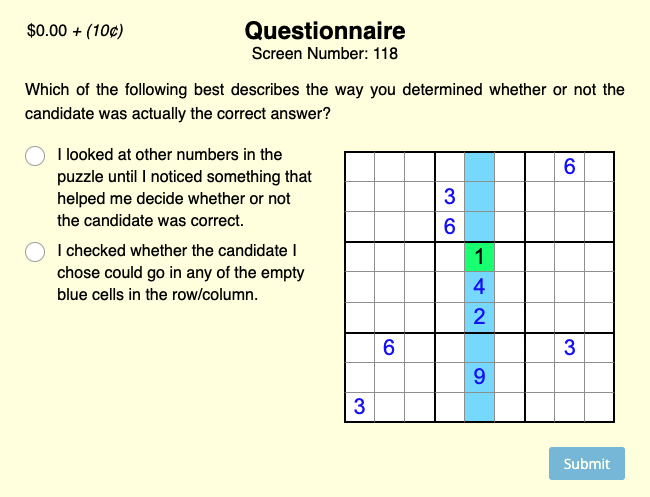 $0.00 + (10¢)
Questionnaire
Screen Number: 118
Which of the following best describes the way you determined whether or not the
candidate was actually the correct answer?
I looked at other numbers in the
puzzle until I noticed something that
helped me decide whether or not
the candidate was correct.
I checked whether the candidate I
chose could go in any of the empty
blue cells in the row/column.
6
3
6
1
4
2
6 3
9
3
Submit